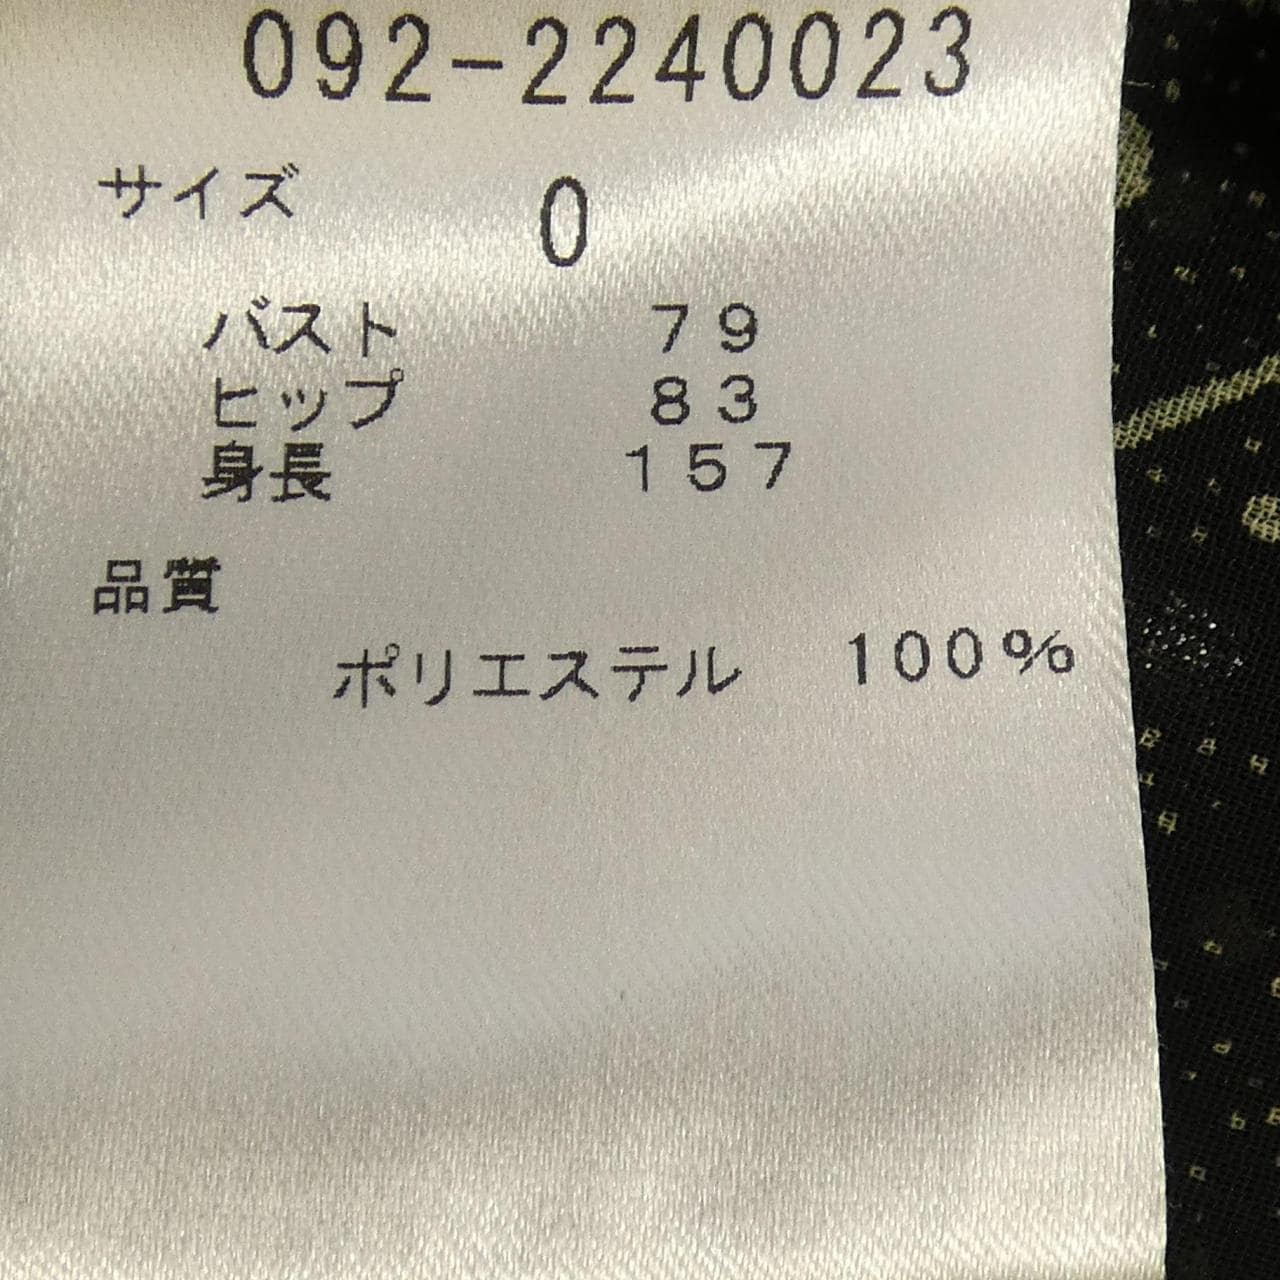 092-2240023
サイズ 0
バスト 79
ヒップ 83
身長 157
品質
ポリエステル 100%